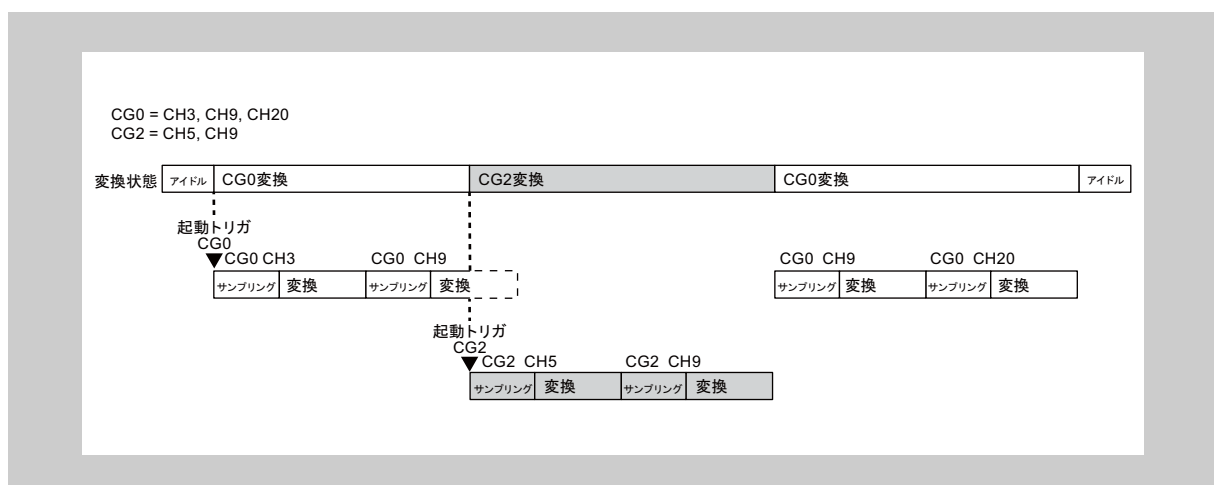 CG0 = CH3, CH9, CH20
CG2 = CH5, CH9
変換状態 アイドル CG0変換 CG2変換 CG0変換 アイドル
起動トリガ
CG0
CG0 CH3 CG0 CH9 CG0 CH9 CG0 CH20
サンプリング 変換 サンプリング 変換 サンプリング 変換 サンプリング 変換
起動トリガ
CG2
CG2 CH5 CG2 CH9
サンプリング 変換 サンプリング 変換